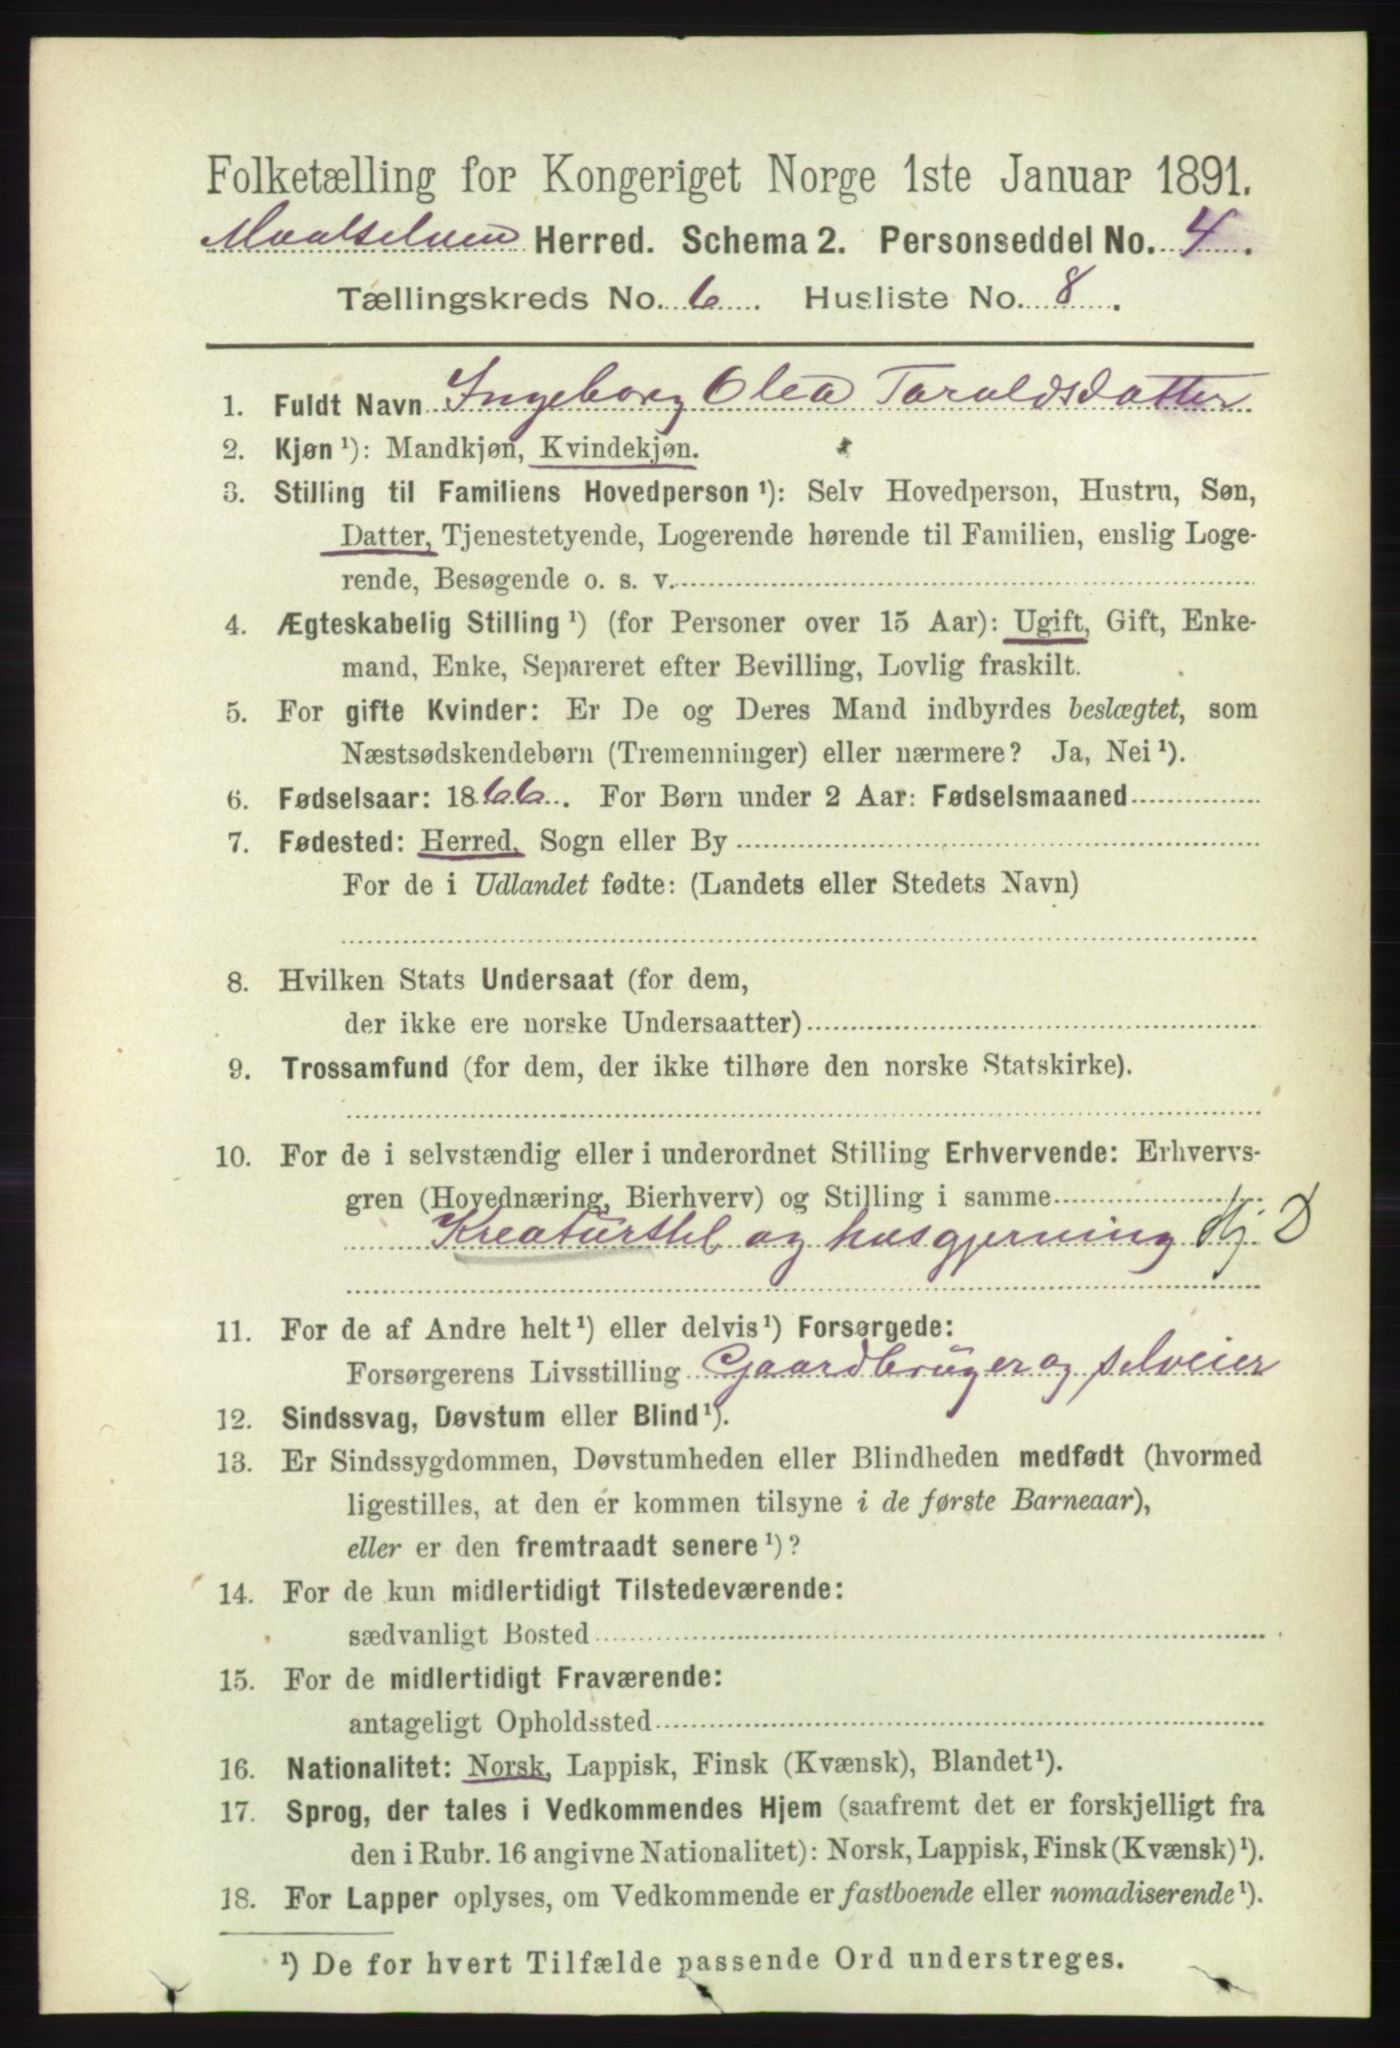 Folketælling for Kongeriget Norge 1ste Januar 1891.
Maalselven Herred. Schema 2. Personseddel No. 4.
Tællingskreds No. 6. Husliste No. 8.
1. Fuldt Navn Ingeborg Olea Taraldsdatter
2. Kjøn ¹): Mandkjøn, Kvindekjøn.
3. Stilling til Familiens Hovedperson ¹): Selv Hovedperson, Hustru, Søn,
Datter, Tjenestetyende, Logerende hørende til Familien, enslig Loge-
rende, Besøgende o. s. v.
4. Ægteskabelig Stilling ¹) (for Personer over 15 Aar): Ugift, Gift, Enke-
mand, Enke, Separeret efter Bevilling, Lovlig fraskilt.
5. For gifte Kvinder: Er De og Deres Mand indbyrdes beslægtet, som
Næstsødskendebørn (Tremenninger) eller nærmere? Ja, Nei ¹).
6. Fødselsaar: 1866. For Børn under 2 Aar: Fødselsmaaned
7. Fødested: Herred, Sogn eller By
For de i Udlandet fødte: (Landets eller Stedets Navn)
8. Hvilken Stats Undersaat (for dem,
der ikke ere norske Undersaatter)
9. Trossamfund (for dem, der ikke tilhøre den norske Statskirke).
10. For de i selvstændig eller i underordnet Stilling Erhvervende: Erhvervs-
gren (Hovednæring, Bierhverv) og Stilling i samme
Kreaturstel og husgjerning Hj D
11. For de af Andre helt ¹) eller delvis ¹) Forsørgede:
Forsørgerens Livsstilling Gaardbruger og selveier
12. Sindssvag, Døvstum eller Blind ¹).
13. Er Sindssygdommen, Døvstumheden eller Blindheden medfødt (hvormed
ligestilles, at den er kommen tilsyne i de første Barneaar),
eller er den fremtraadt senere ¹)?
14. For de kun midlertidigt Tilstedeværende:
sædvanligt Bosted
15. For de midlertidigt Fraværende:
antageligt Opholdssted
16. Nationalitet: Norsk, Lappisk, Finsk (Kvænsk), Blandet ¹).
17. Sprog, der tales i Vedkommendes Hjem (saafremt det er forskjelligt fra
den i Rubr. 16 angivne Nationalitet): Norsk, Lappisk, Finsk (Kvænsk) ¹).
18. For Lapper oplyses, om Vedkommende er fastboende eller nomadiserende ¹).
¹) De for hvert Tilfælde passende Ord understreges.